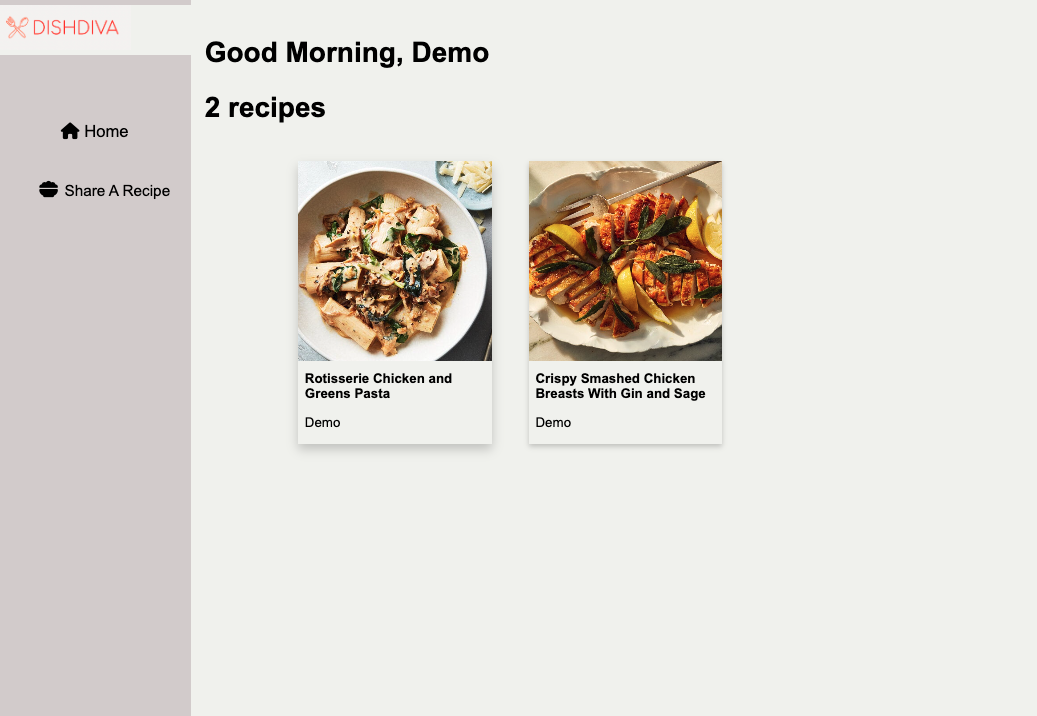 DISHDIVA
Good Morning, Demo
2 recipes
Home
Share A Recipe
Rotisserie Chicken and
Greens Pasta
Demo
Crispy Smashed Chicken
Breasts With Gin and Sage
Demo